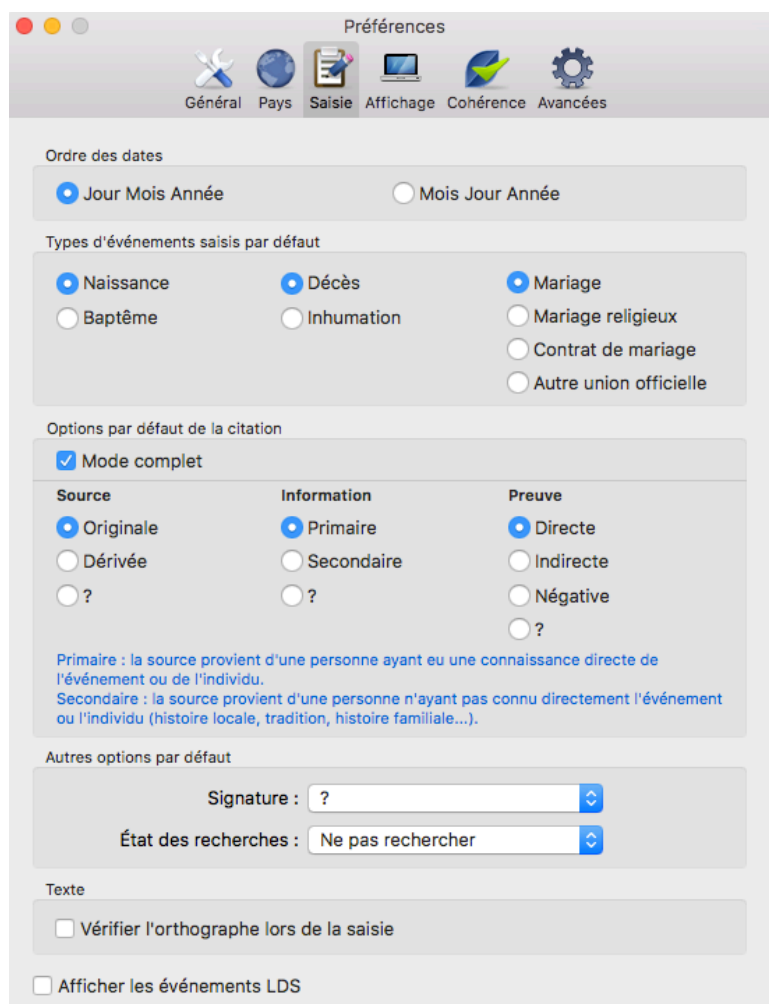 Préférences
Général Pays Saisie Affichage Cohérence Avancées
Ordre des dates
Jour Mois Année Mois Jour Année
Types d'événements saisis par défaut
Naissance Décès Mariage
Baptême Inhumation Mariage religieux
Contrat de mariage
Autre union officielle
Options par défaut de la citation
Mode complet
Source Information Preuve
Originale Primaire Directe
Dérivée Secondaire Indirecte
? ? Négative
?
Primaire : la source provient d'une personne ayant eu une connaissance directe de
l'événement ou de l'individu.
Secondaire : la source provient d'une personne n'ayant pas connu directement l'événement
ou l'individu (histoire locale, tradition, histoire familiale...).
Autres options par défaut
Signature : ?
État des recherches : Ne pas rechercher
Texte
Vérifier l'orthographe lors de la saisie
Afficher les événements LDS